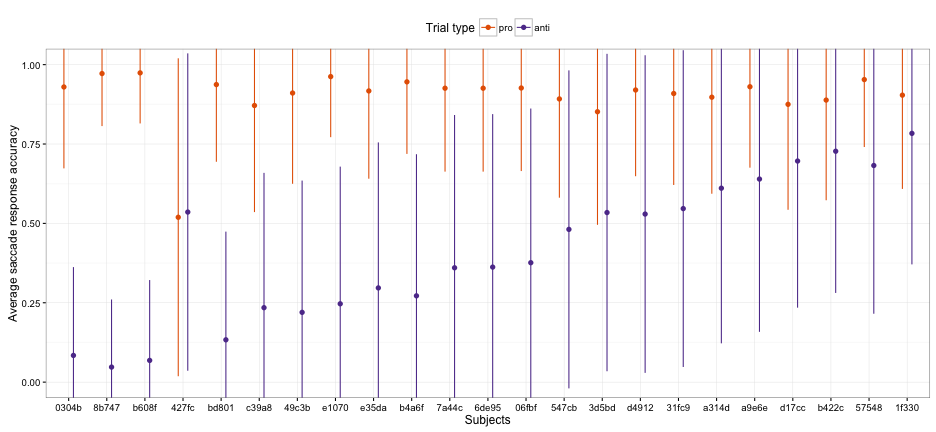 Trial type pro anti
Average saccade response accuracy
1.00
0.75
0.50
0.25
0.00
0304b 8b747 b608f 427fc bd801 c39a8 49c3b e1070 e35da b4a6f 7a44c 6de95 06fbf 547cb 3d5bd d4912 31fc9 a314d a9e6e d17cc b422c 57548 1f330
Subjects